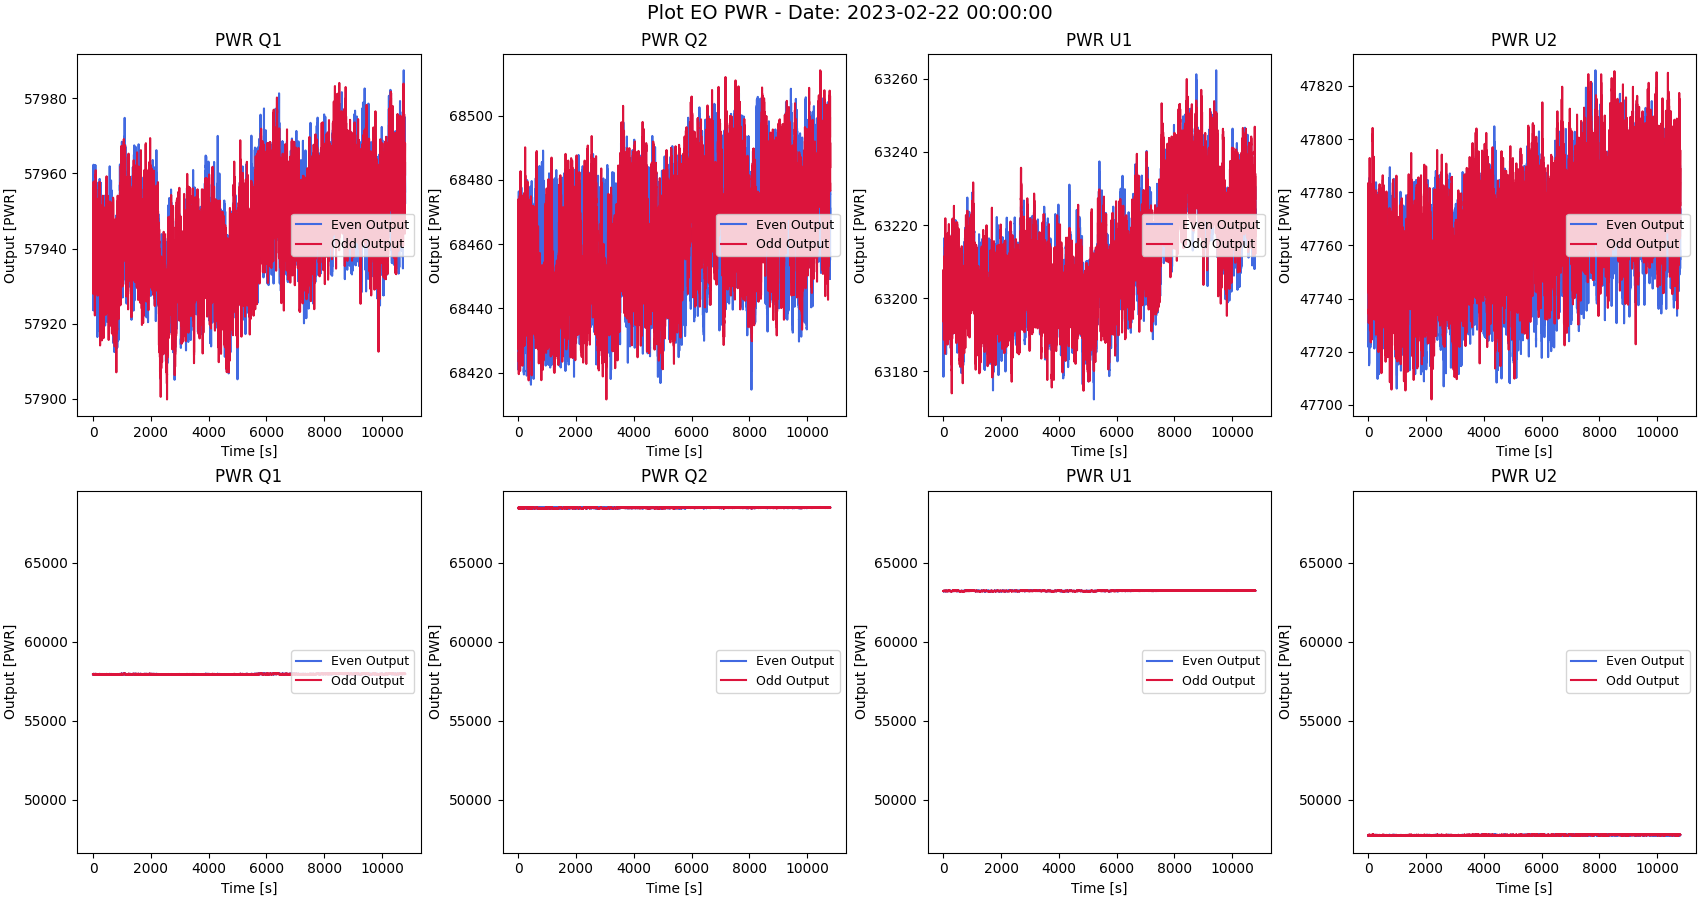 Plot EO PWR - Date: 2023-02-22 00:00:00
PWR Q1
57980
57960
57940
57920
57900
Output [PWR]
0 2000 4000 6000 8000 10000
Time [s]
Even Output
Odd Output
PWR Q2
68500
68480
68460
68440
68420
Output [PWR]
0 2000 4000 6000 8000 10000
Time [s]
Even Output
Odd Output
PWR U1
63260
63240
63220
63200
63180
Output [PWR]
0 2000 4000 6000 8000 10000
Time [s]
Even Output
Odd Output
PWR U2
47820
47800
47780
47760
47740
47720
47700
Output [PWR]
0 2000 4000 6000 8000 10000
Time [s]
Even Output
Odd Output
PWR Q1
65000
60000
55000
50000
Output [PWR]
0 2000 4000 6000 8000 10000
Time [s]
Even Output
Odd Output
PWR Q2
65000
60000
55000
50000
Output [PWR]
0 2000 4000 6000 8000 10000
Time [s]
Even Output
Odd Output
PWR U1
65000
60000
55000
50000
Output [PWR]
0 2000 4000 6000 8000 10000
Time [s]
Even Output
Odd Output
PWR U2
65000
60000
55000
50000
Output [PWR]
0 2000 4000 6000 8000 10000
Time [s]
Even Output
Odd Output